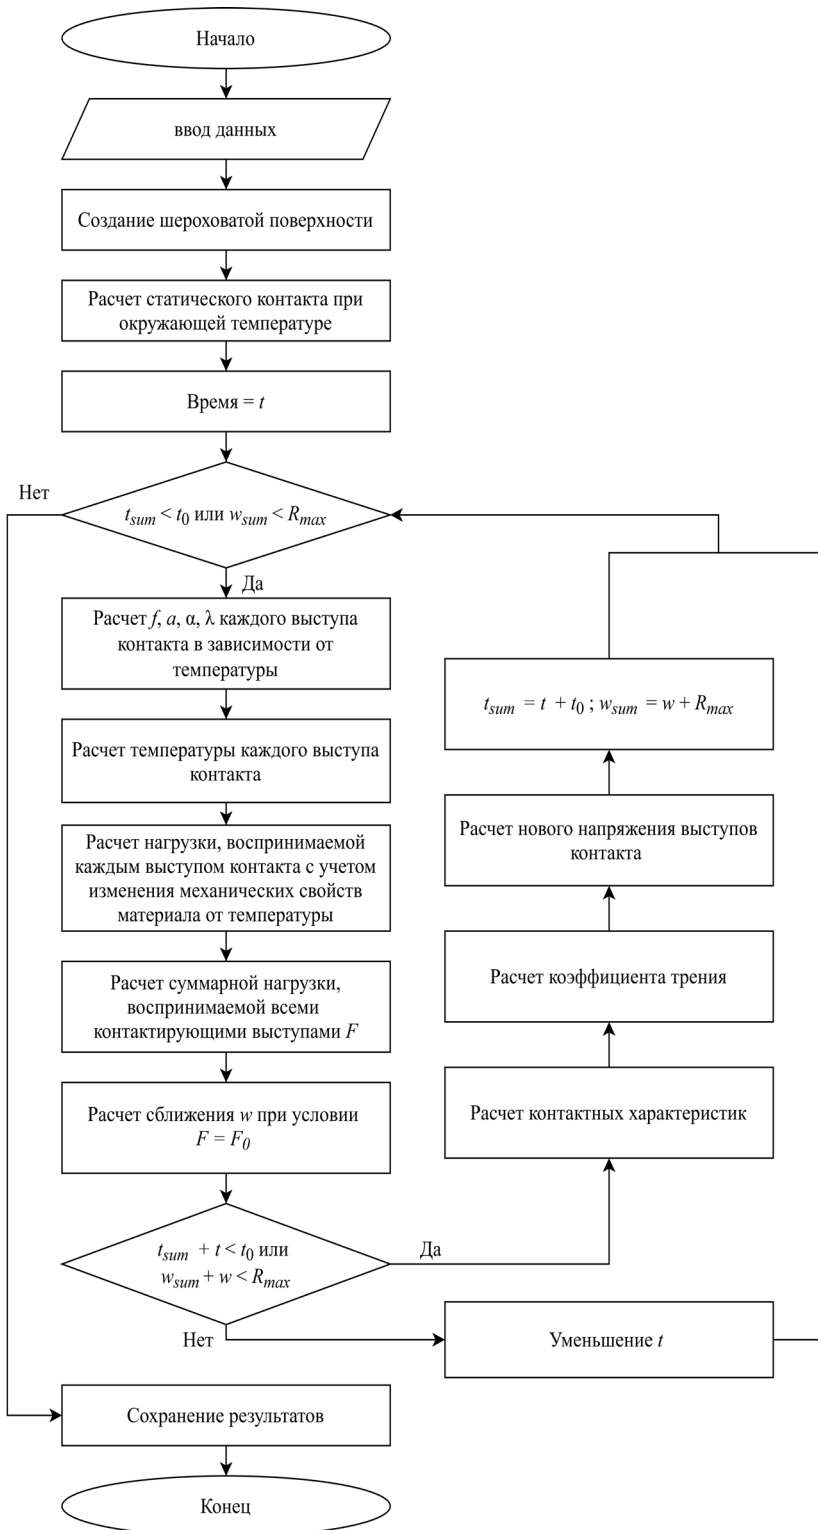 Начало
ввод данных
Создание шероховатой поверхности
Расчет статического контакта при
окружающей температуре
Время = t
Нет
t_sum < t_0 или w_sum < R_max
Да
Расчет f, a, α, λ каждого выступа
контакта в зависимости от
температуры
Расчет температуры каждого выступа
контакта
Расчет нагрузки, воспринимаемой
каждым выступом контакта с учетом
изменения механических свойств
материала от температуры
Расчет суммарной нагрузки,
воспринимаемой всеми
контактирующими выступами F
Расчет сближения w при условии
F = F_0
t_sum + t < t_0 или
w_sum + w < R_max
Да
Нет
t_sum = t + t_0 ; w_sum = w + R_max
Расчет нового напряжения выступов
контакта
Расчет коэффициента трения
Расчет контактных характеристик
Уменьшение t
Сохранение результатов
Конец